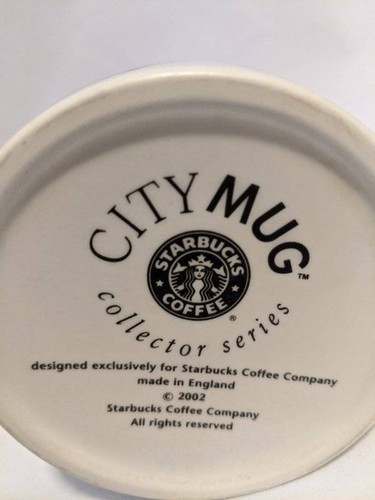 CITY MUG™
STARBUCKS
COFFEE
®
collector series
designed exclusively for Starbucks Coffee Company
made in England
© 2002
Starbucks Coffee Company
All rights reserved